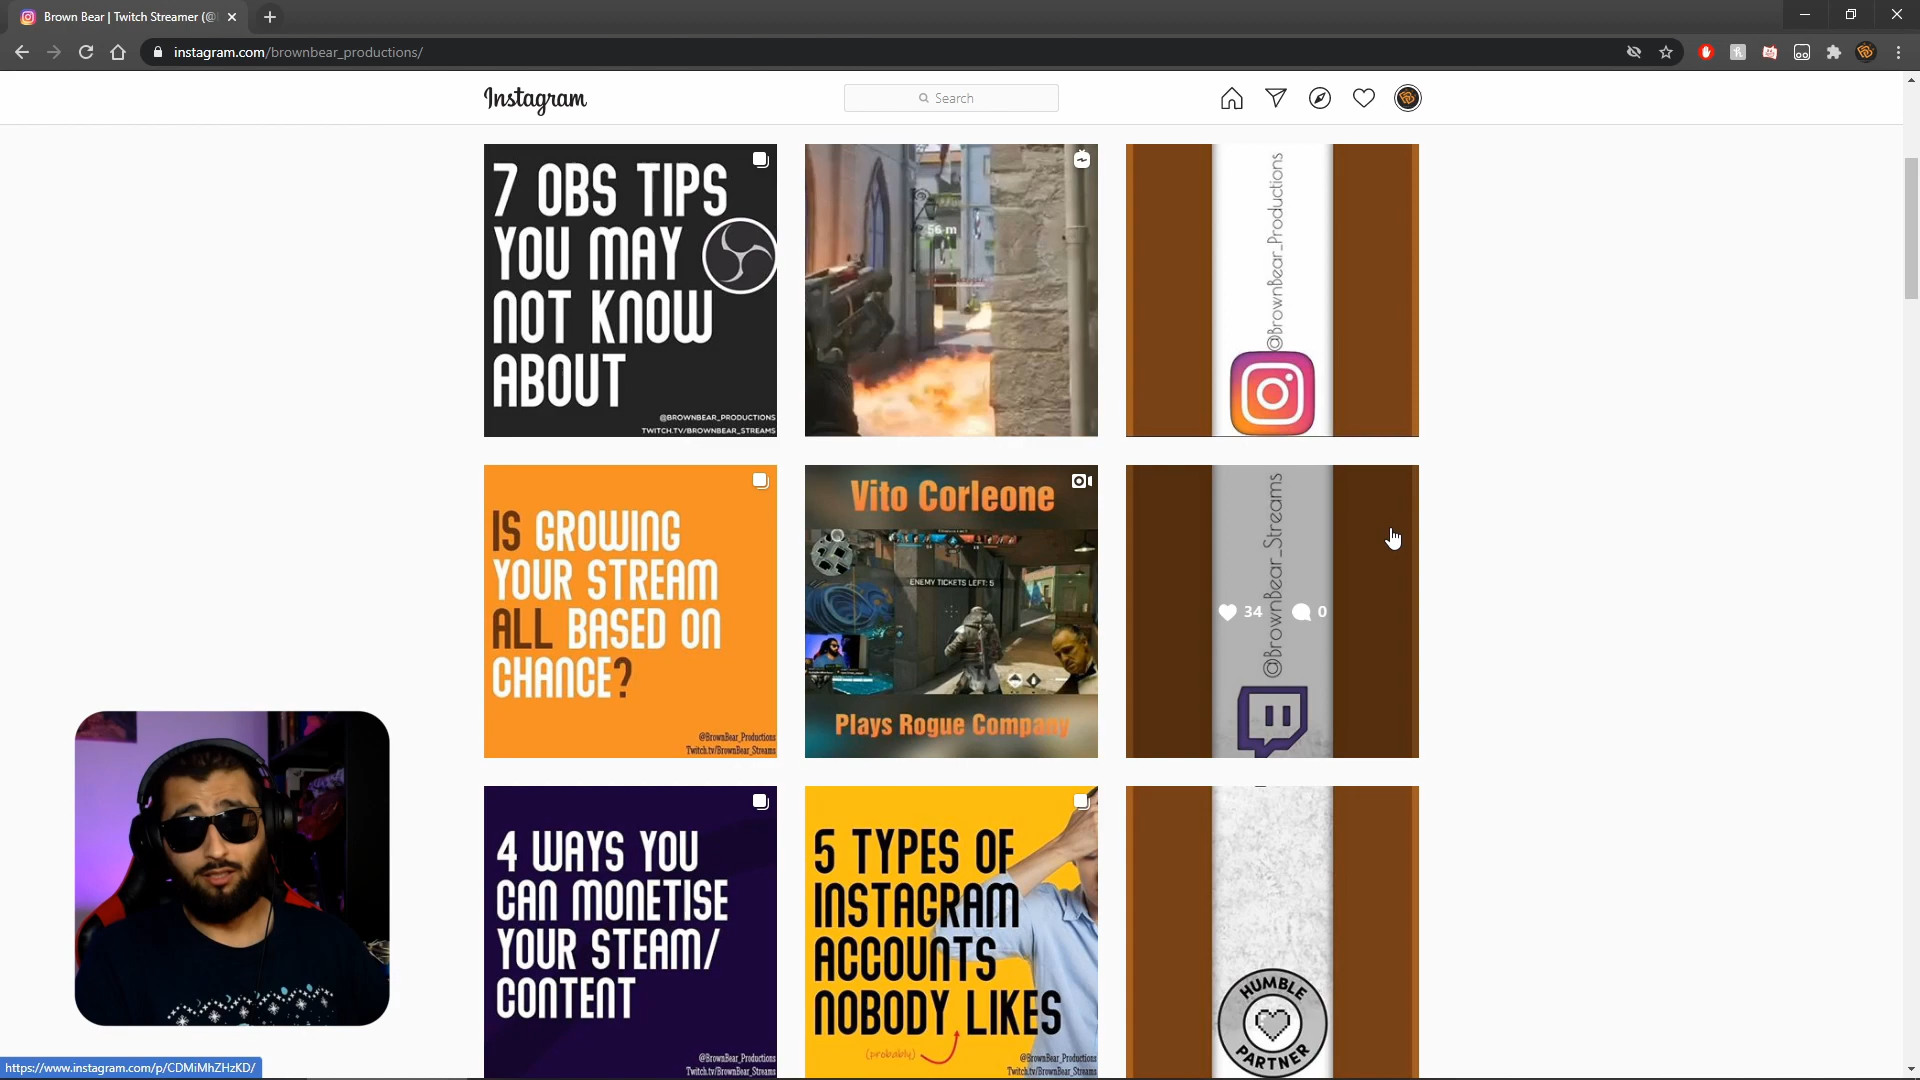 Brown Bear | Twitch Streamer (@
instagram.com/brownbear_productions/
Instagram
Search
7 OBS TIPS
YOU MAY
NOT KNOW
ABOUT
@BROWNBEAR_PRODUCTIONS
TWITCH.TV/BROWNBEAR_STREAMS
56 m
@BrownBear_Productions
IS GROWING
YOUR STREAM
ALL BASED ON
CHANCE?
@BrownBear_Productions
Twitch.tv/BrownBear_Streams
Vito Corleone
ENEMY TICKETS LEFT: 5
Plays Rogue Company
@BrownBear_Streams
34
0
4 WAYS YOU
CAN MONETISE
YOUR STEAM/
CONTENT
@BrownBear_Productions
Twitch.tv/BrownBear_Streams
5 TYPES OF
INSTAGRAM
ACCOUNTS
NOBODY LIKES
(probably)
@BrownBear_Productions
Twitch.tv/BrownBear_Streams
HUMBLE
PARTNER
https://www.instagram.com/p/CDMiMhZHzKD/